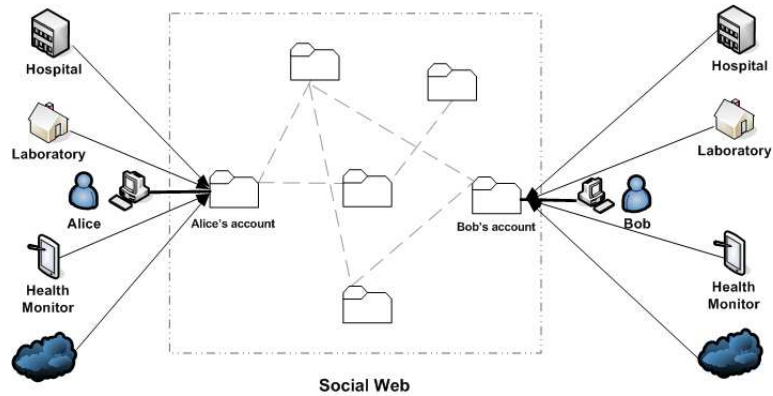 Hospital
Laboratory
Alice
Health
Monitor
Alice's account
Bob's account
Hospital
Laboratory
Bob
Health
Monitor
Social Web